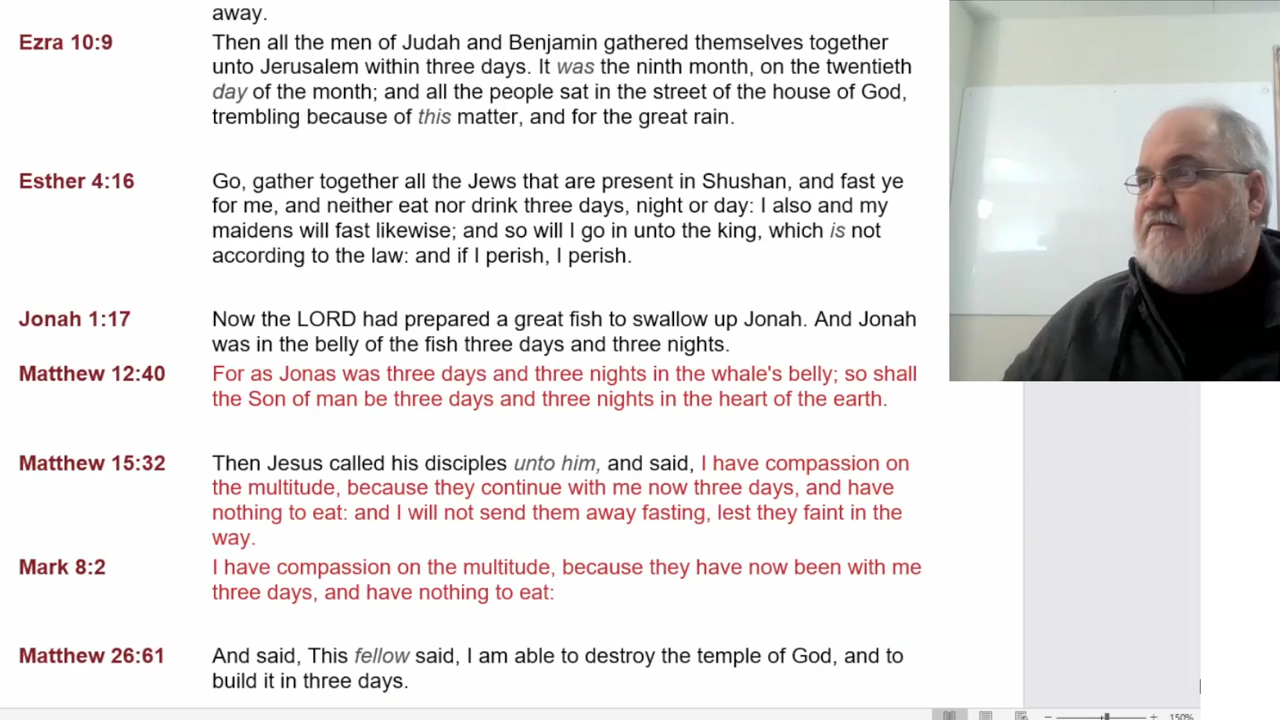 away.
Ezra 10:9 Then all the men of Judah and Benjamin gathered themselves together
unto Jerusalem within three days. It was the ninth month, on the twentieth
day of the month; and all the people sat in the street of the house of God,
trembling because of this matter, and for the great rain.
Esther 4:16 Go, gather together all the Jews that are present in Shushan, and fast ye
for me, and neither eat nor drink three days, night or day: I also and my
maidens will fast likewise; and so will I go in unto the king, which is not
according to the law: and if I perish, I perish.
Jonah 1:17 Now the LORD had prepared a great fish to swallow up Jonah. And Jonah
was in the belly of the fish three days and three nights.
Matthew 12:40 For as Jonas was three days and three nights in the whale's belly; so shall
the Son of man be three days and three nights in the heart of the earth.
Matthew 15:32 Then Jesus called his disciples unto him, and said, I have compassion on
the multitude, because they continue with me now three days, and have
nothing to eat: and I will not send them away fasting, lest they faint in the
way.
Mark 8:2 I have compassion on the multitude, because they have now been with me
three days, and have nothing to eat:
Matthew 26:61 And said, This fellow said, I am able to destroy the temple of God, and to
build it in three days.
150%